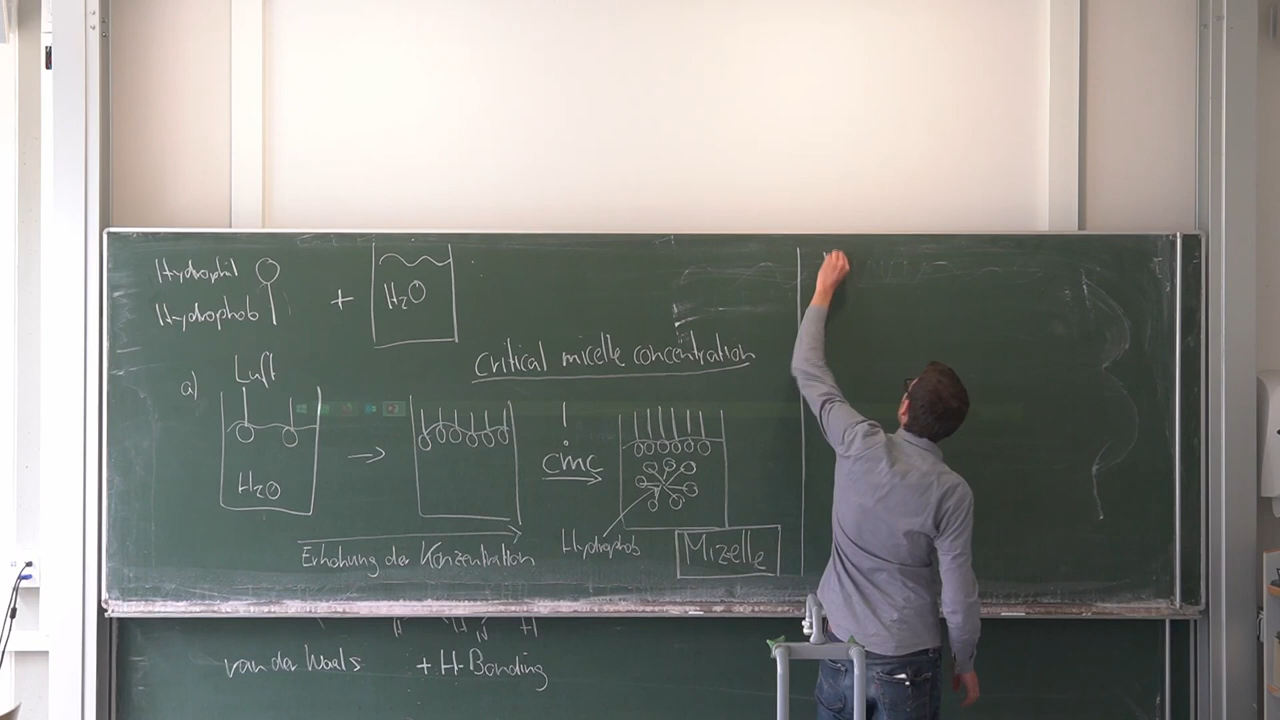 Hydrophil
Hydrophob
+
H2O
Critical micelle concentration
a)
Luft
H2O
→
!
cmc
Hydrophob
Mizelle
Erhöhung der Konzentration
van der Waals + H-Bonding